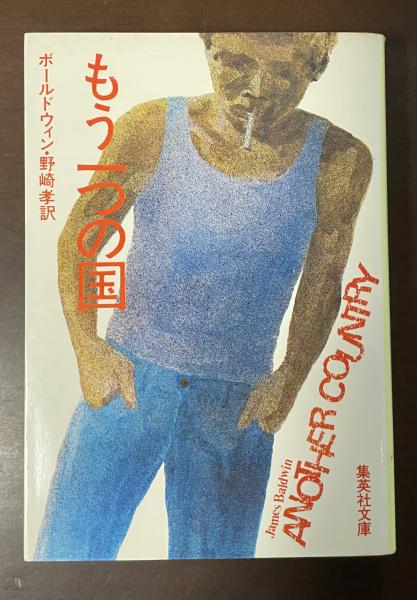 もう一つの国
ボールドウィン・野崎孝訳
James Baldwin
ANOTHER COUNTRY
集英社文庫